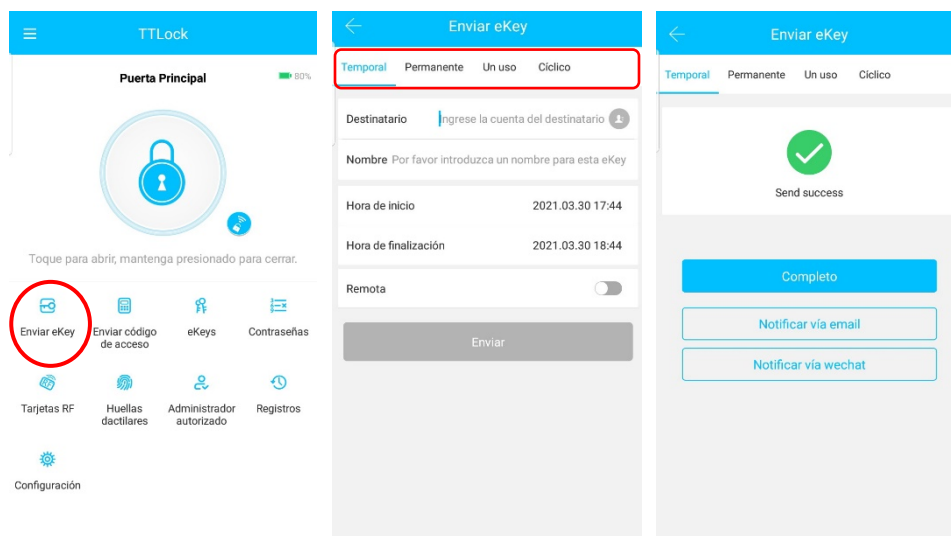 TTLock
Puerta Principal
80%
Toque para abrir, mantenga presionado para cerrar.
Enviar eKey
Enviar código
de acceso
eKeys
Contraseñas
Tarjetas RF
Huellas
dactilares
Administrador
autorizado
Registros
Configuración
Enviar eKey
Temporal Permanente Un uso Cíclico
Destinatario Ingrese la cuenta del destinatario
Nombre Por favor introduzca un nombre para esta eKey
Hora de inicio 2021.03.30 17:44
Hora de finalización 2021.03.30 18:44
Remota
Enviar
Enviar eKey
Temporal Permanente Un uso Cíclico
Send success
Completo
Notificar vía email
Notificar vía wechat